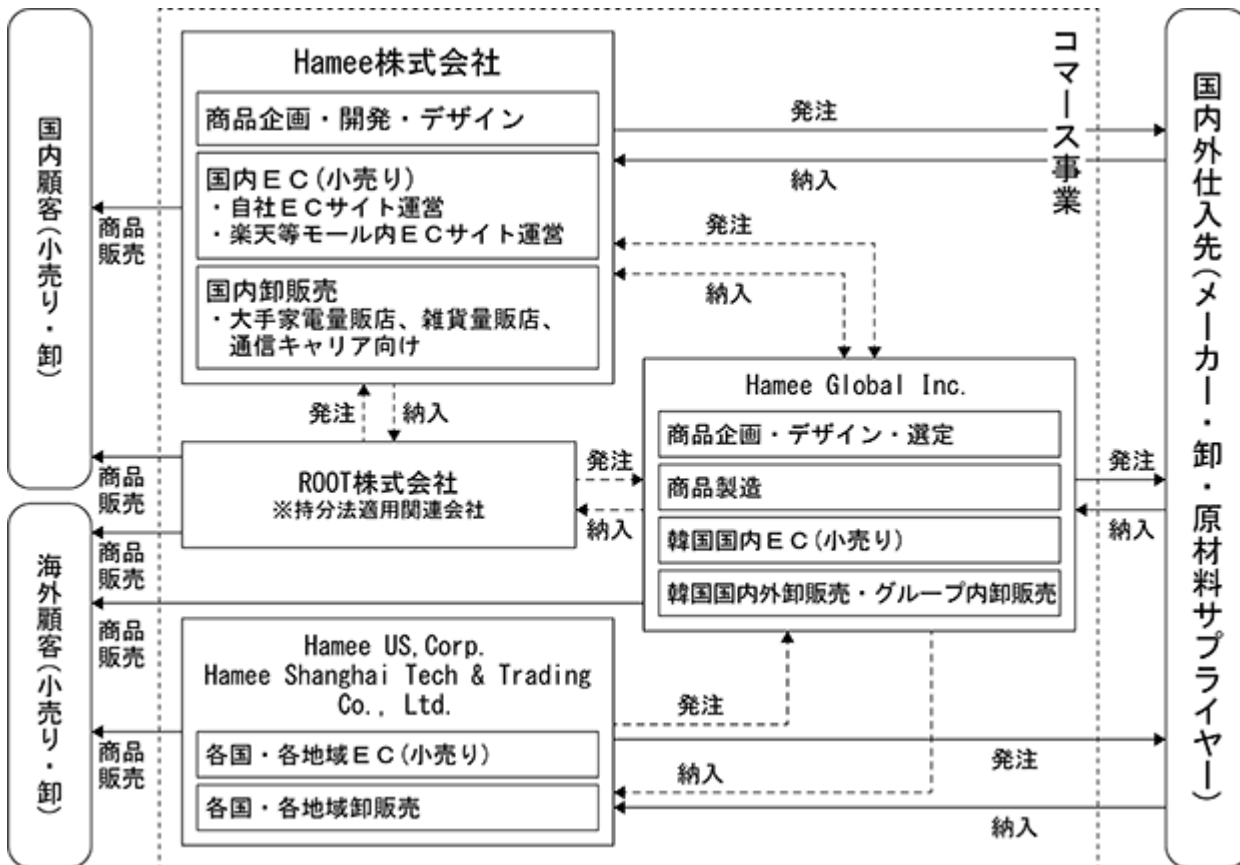 国内顧客(小売り・卸)
海外顧客(小売り・卸)
コマース事業
国内外仕入先(メーカー・卸・原材料サプライヤー)
Hamee株式会社
商品企画・開発・デザイン
国内ＥＣ(小売り)
・自社ＥＣサイト運営
・楽天等モール内ECサイト運営
国内卸販売
・大手家電量販店、雑貨量販店、
通信キャリア向け
商品
販売
発注
納入
発注
納入
発注
納入
Hamee Global Inc.
商品企画・デザイン・選定
商品製造
韓国国内ＥＣ(小売り)
韓国国内外卸販売・グループ内卸販売
ROOT株式会社
※持分法適用関連会社
発注
納入
発注
納入
商品
販売
商品
販売
商品
販売
Hamee US,Corp.
Hamee Shanghai Tech & Trading
Co., Ltd.
各国・各地域ＥＣ(小売り)
各国・各地域卸販売
商品
販売
発注
発注
納入
納入